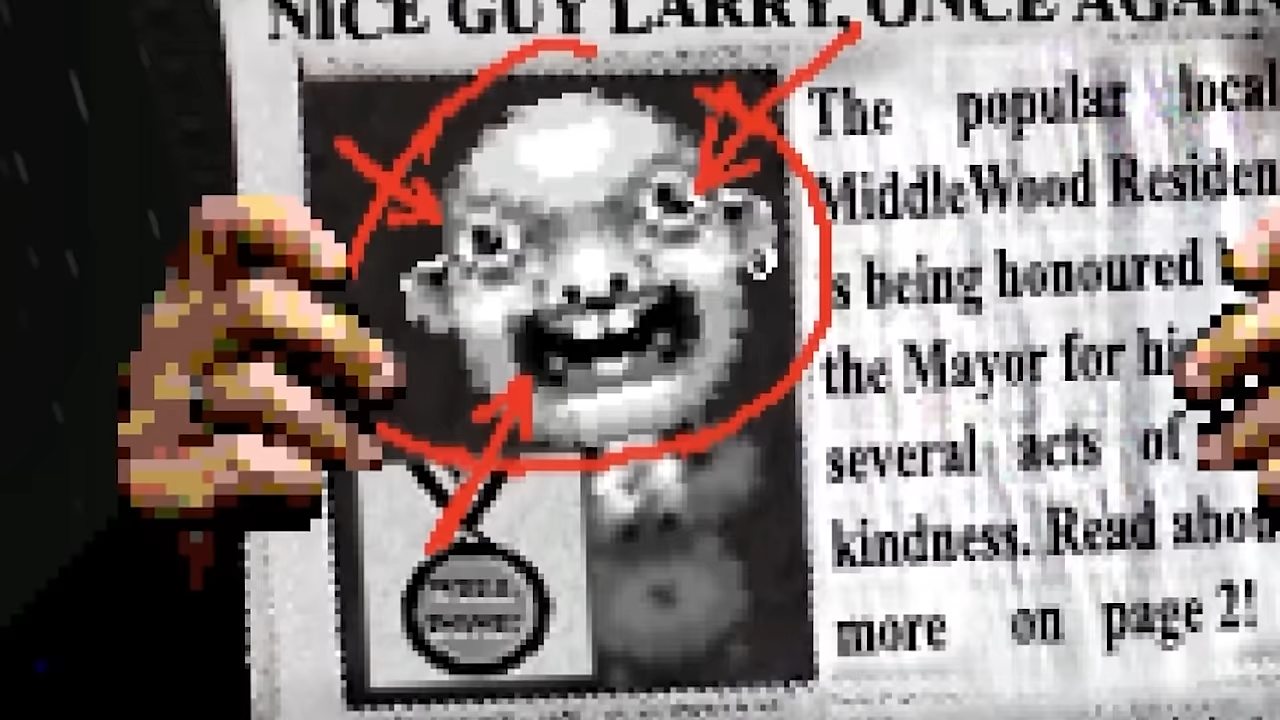 NICE GUY LARRY, ONCE AGAIN
The popular local
MiddleWood Residen
s being honoured
the Mayor for hi
several acts of
kindness. Read abou
more on page 2!